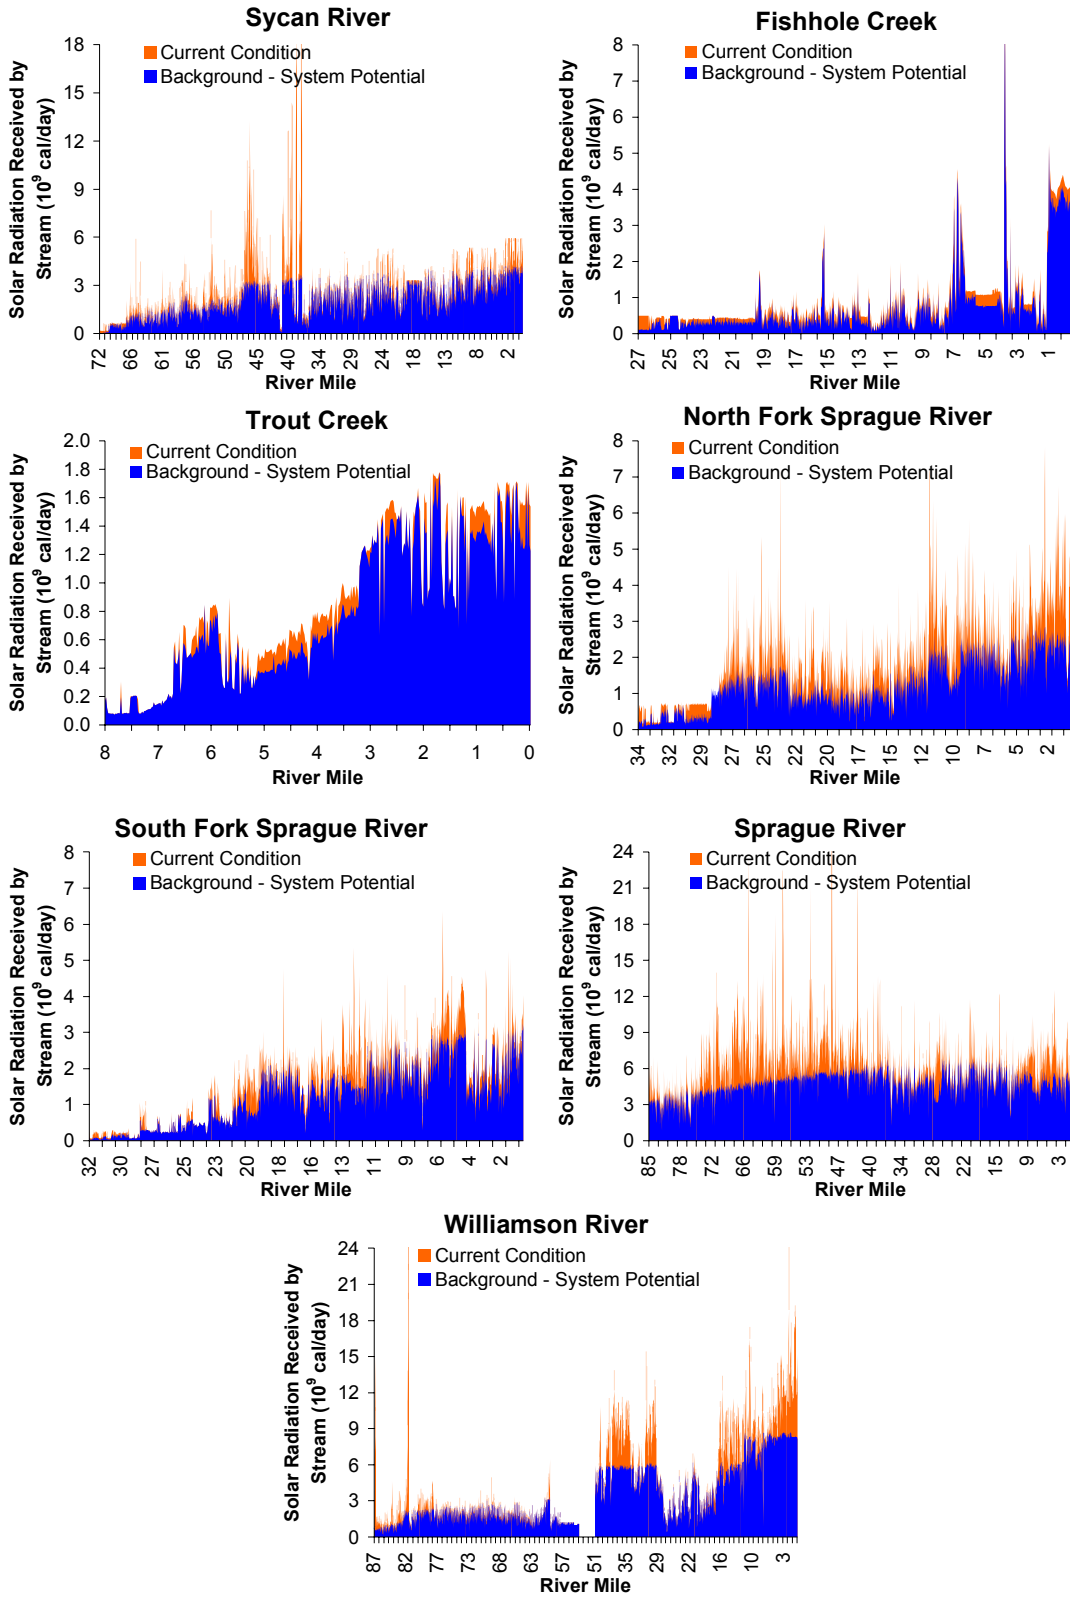 Sycan River
Solar Radiation Received by
Stream (10⁹ cal/day)
18
15
12
9
6
3
0
Current Condition
Background - System Potential
72 66 61 56 50 45 40 34 29 24 18 13 8 2
River Mile
Fishhole Creek
Solar Radiation Received by
Stream (10⁹ cal/day)
8
7
6
5
4
3
2
1
0
Current Condition
Background - System Potential
27 25 23 21 19 17 15 13 11 9 7 5 3 1
River Mile
Trout Creek
Solar Radiation Received by
Stream (10⁹ cal/day)
2.0
1.8
1.6
1.4
1.2
1.0
0.8
0.6
0.4
0.2
0.0
Current Condition
Background - System Potential
8 7 6 5 4 3 2 1 0
River Mile
North Fork Sprague River
Solar Radiation Received by
Stream (10⁹ cal/day)
8
7
6
5
4
3
2
1
0
Current Condition
Background - System Potential
34 32 29 27 25 22 20 17 15 12 10 7 5 2
River Mile
South Fork Sprague River
Solar Radiation Received by
Stream (10⁹ cal/day)
8
7
6
5
4
3
2
1
0
Current Condition
Background - System Potential
32 30 27 25 23 20 18 16 13 11 9 6 4 2
River Mile
Sprague River
Solar Radiation Received by
Stream (10⁹ cal/day)
24
21
18
15
12
9
6
3
0
Current Condition
Background - System Potential
85 78 72 66 59 53 47 40 34 28 22 15 9 3
River Mile
Williamson River
Solar Radiation Received by
Stream (10⁹ cal/day)
24
21
18
15
12
9
6
3
0
Current Condition
Background - System Potential
87 82 77 73 68 63 57 51 35 29 22 16 10 3
River Mile